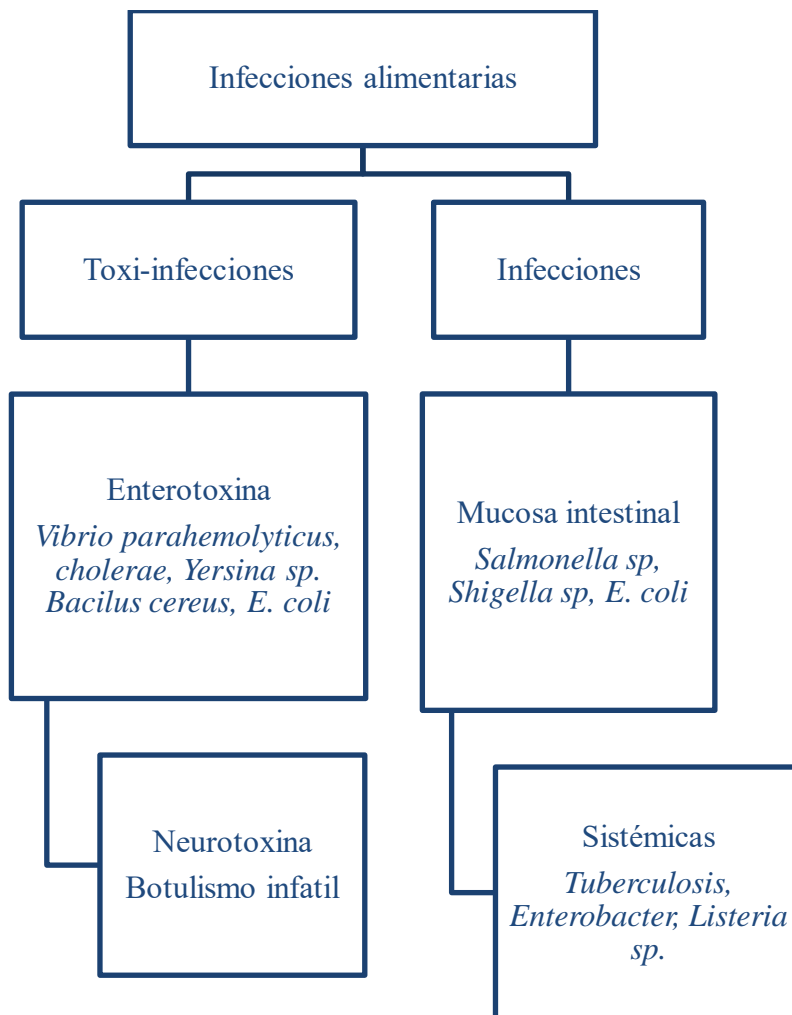 Infecciones alimentarias
Toxi-infecciones
Infecciones
Enterotoxina
Vibrio parahemolyticus,
cholerae, Yersina sp.
Bacilus cereus, E. coli
Mucosa intestinal
Salmonella sp,
Shigella sp, E. coli
Neurotoxina
Botulismo infatil
Sistémicas
Tuberculosis,
Enterobacter, Listeria
sp.